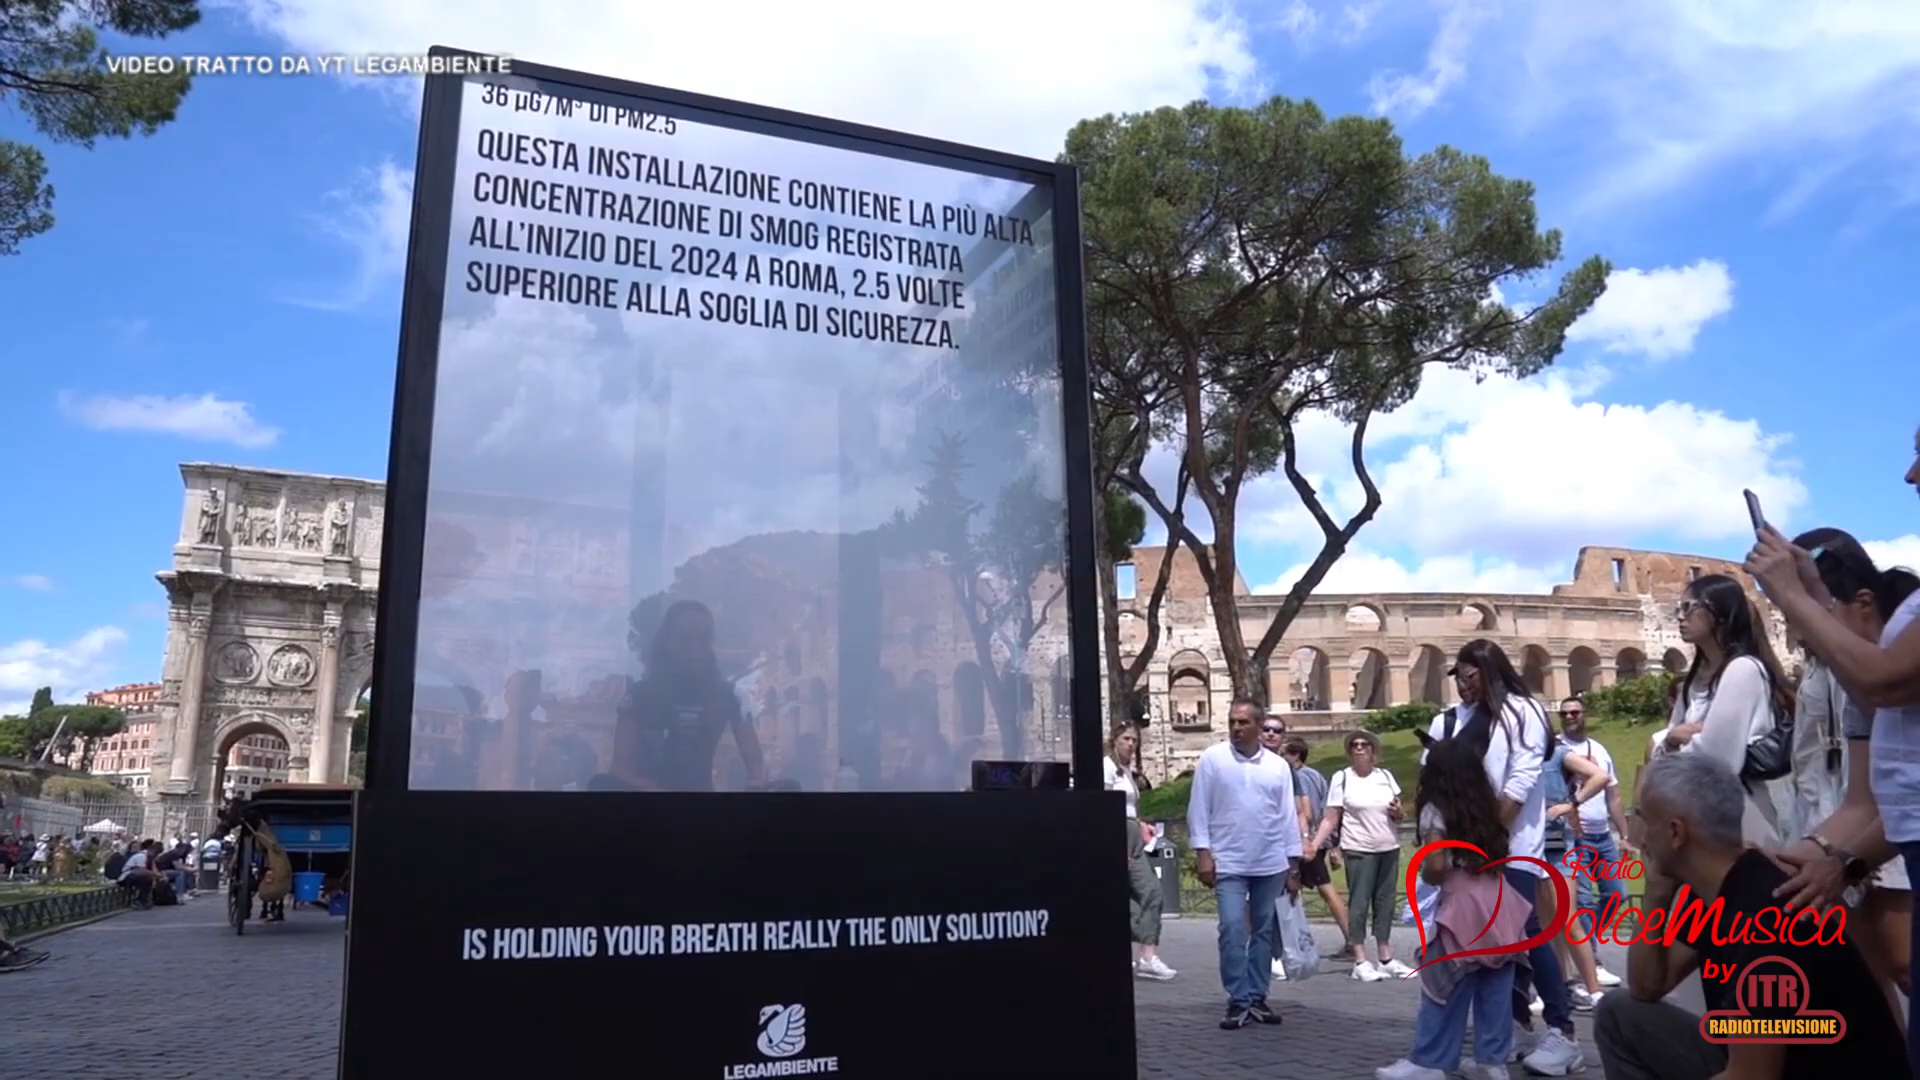 VIDEO TRATTO DA YT LEGAMBIENTE
36 µG/M³ DI PM2.5
QUESTA INSTALLAZIONE CONTIENE LA PIÙ ALTA
CONCENTRAZIONE DI SMOG REGISTRATA
ALL'INIZIO DEL 2024 A ROMA, 2.5 VOLTE
SUPERIORE ALLA SOGLIA DI SICUREZZA.
IS HOLDING YOUR BREATH REALLY THE ONLY SOLUTION?
LEGAMBIENTE
Radio
DolceMusica
by
ITR
RADIOTELEVISIONE